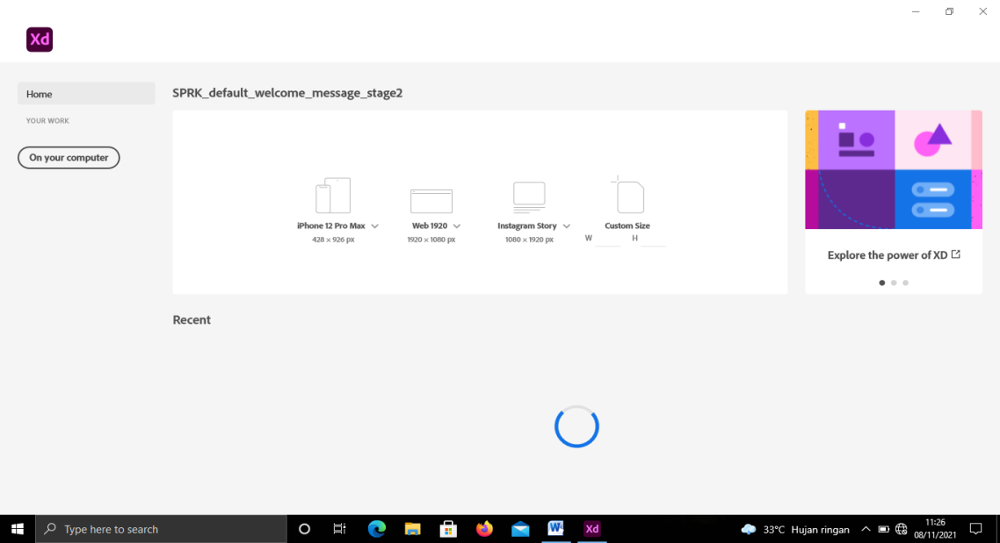 Xd
Home
YOUR WORK
On your computer
SPRK_default_welcome_message_stage2
iPhone 12 Pro Max
428 × 926 px
Web 1920
1920 × 1080 px
Instagram Story
1080 × 1920 px
Custom Size
W H
Explore the power of XD
Recent
Type here to search
W
Xd
33°C Hujan ringan
11:26
08/11/2021